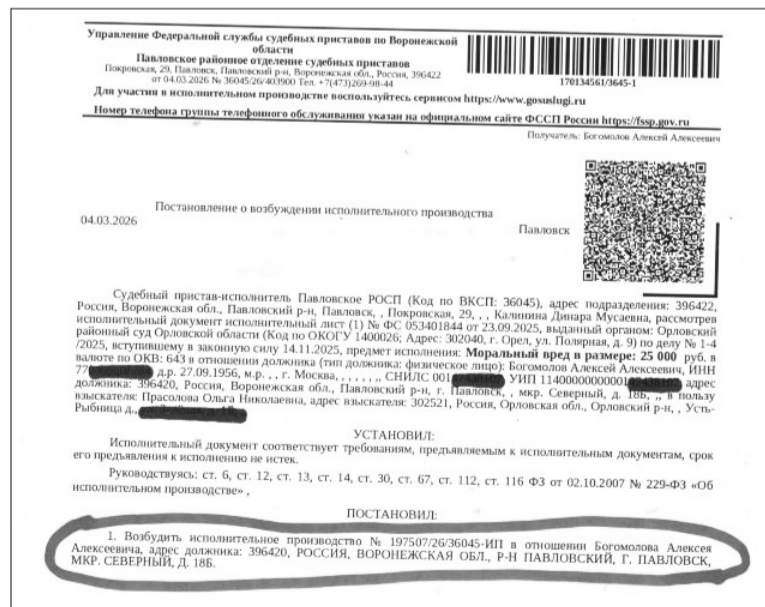 Управление Федеральной службы судебных приставов по Воронежской
области
Павловское районное отделение судебных приставов
Покровская, 29, Павловск, Павловский р-н, Воронежская обл., Россия, 396422
от 04.03.2026 № 36045/26/403900 Тел. +7(473)269-98-44
170134561/3645-1
Для участия в исполнительном производстве воспользуйтесь сервисом https://www.gosuslugi.ru
Номер телефона группы телефонного обслуживания указан на официальном сайте ФССП России https://fssp.gov.ru
Получатель: Богомолов Алексей Алексеевич
Постановление о возбуждении исполнительного производства
04.03.2026
Павловск
Судебный пристав-исполнитель Павловское РОСП (Код по ВКСП: 36045), адрес подразделения: 396422,
Россия, Воронежская обл., Павловский р-н, Павловск, , Покровская, 29, , , Калинина Динара Мусаевна, рассмотрев
исполнительный документ исполнительный лист (1) № ФС 053401844 от 23.09.2025, выданный органом: Орловский
районный суд Орловской области (Код по ОКОГУ 1400026; Адрес: 302040, г. Орел, ул. Полярная, д. 9) по делу № 1-4
/2025, вступившему в законную силу 14.11.2025, предмет исполнения: Моральный вред в размере: 25 000 руб. в
валюте по ОКВ: 643 в отношении должника (тип должника: физическое лицо): Богомолов Алексей Алексеевич, ИНН
77 д.р. 27.09.1956, м.р. , , г. Москва, , , , , , СНИЛС 001 УИП 11400000000001 адрес
должника: 396420, Россия, Воронежская обл., Павловский р-н, г. Павловск, , мкр. Северный, д. 18Б, ,, в пользу
взыскателя: Прасолова Ольга Николаевна, адрес взыскателя: 302521, Россия, Орловская обл., Орловский р-н, , Усть-
Рыбница д.,
УСТАНОВИЛ:
Исполнительный документ соответствует требованиям, предъявляемым к исполнительным документам, срок
его предъявления к исполнению не истек.
Руководствуясь: ст. 6, ст. 12, ст. 13, ст. 14, ст. 30, ст. 67, ст. 112, ст. 116 ФЗ от 02.10.2007 № 229-ФЗ «Об
исполнительном производстве» ,
ПОСТАНОВИЛ:
1. Возбудить исполнительное производство № 197507/26/36045-ИП в отношении Богомолова Алексея
Алексеевича, адрес должника: 396420, РОССИЯ, ВОРОНЕЖСКАЯ ОБЛ., Р-Н ПАВЛОВСКИЙ, Г. ПАВЛОВСК,
МКР. СЕВЕРНЫЙ, Д. 18Б.